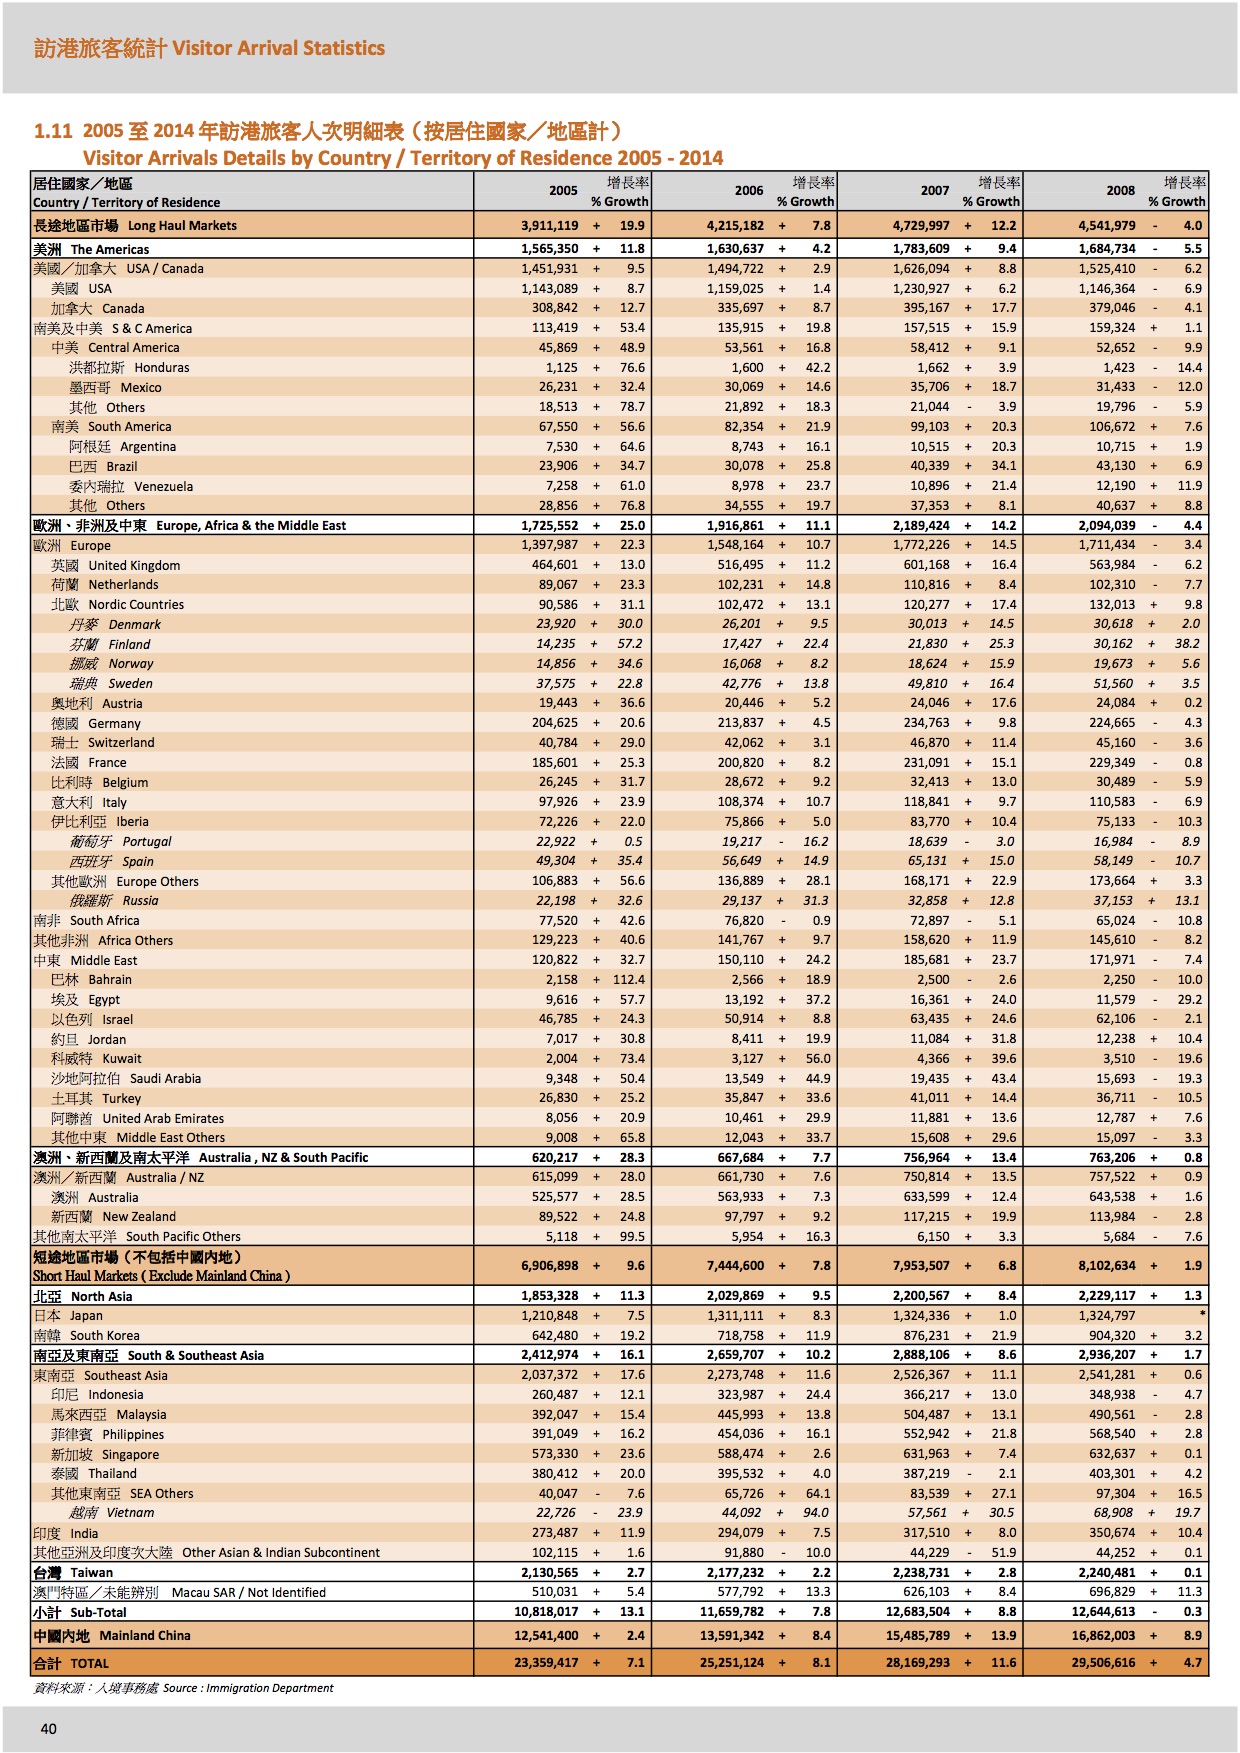 訪港旅客統計 Visitor Arrival Statistics
1.11 2005 至 2014 年訪港旅客人次明細表（按居住國家／地區計）
Visitor Arrivals Details by Country / Territory of Residence 2005 - 2014
居住國家／地區 增長率 增長率 增長率 增長率
Country / Territory of Residence 2005 % Growth 2006 % Growth 2007 % Growth 2008 % Growth
長途地區市場 Long Haul Markets 3,911,119 + 19.9 4,215,182 + 7.8 4,729,997 + 12.2 4,541,979 - 4.0
美洲 The Americas 1,565,350 + 11.8 1,630,637 + 4.2 1,783,609 + 9.4 1,684,734 - 5.5
美國／加拿大 USA / Canada 1,451,931 + 9.5 1,494,722 + 2.9 1,626,094 + 8.8 1,525,410 - 6.2
美國 USA 1,143,089 + 8.7 1,159,025 + 1.4 1,230,927 + 6.2 1,146,364 - 6.9
加拿大 Canada 308,842 + 12.7 335,697 + 8.7 395,167 + 17.7 379,046 - 4.1
南美及中美 S & C America 113,419 + 53.4 135,915 + 19.8 157,515 + 15.9 159,324 + 1.1
中美 Central America 45,869 + 48.9 53,561 + 16.8 58,412 + 9.1 52,652 - 9.9
洪都拉斯 Honduras 1,125 + 76.6 1,600 + 42.2 1,662 + 3.9 1,423 - 14.4
墨西哥 Mexico 26,231 + 32.4 30,069 + 14.6 35,706 + 18.7 31,433 - 12.0
其他 Others 18,513 + 78.7 21,892 + 18.3 21,044 - 3.9 19,796 - 5.9
南美 South America 67,550 + 56.6 82,354 + 21.9 99,103 + 20.3 106,672 + 7.6
阿根廷 Argentina 7,530 + 64.6 8,743 + 16.1 10,515 + 20.3 10,715 + 1.9
巴西 Brazil 23,906 + 34.7 30,078 + 25.8 40,339 + 34.1 43,130 + 6.9
委內瑞拉 Venezuela 7,258 + 61.0 8,978 + 23.7 10,896 + 21.4 12,190 + 11.9
其他 Others 28,856 + 76.8 34,555 + 19.7 37,353 + 8.1 40,637 + 8.8
歐洲、非洲及中東 Europe, Africa & the Middle East 1,725,552 + 25.0 1,916,861 + 11.1 2,189,424 + 14.2 2,094,039 - 4.4
歐洲 Europe 1,397,987 + 22.3 1,548,164 + 10.7 1,772,226 + 14.5 1,711,434 - 3.4
英國 United Kingdom 464,601 + 13.0 516,495 + 11.2 601,168 + 16.4 563,984 - 6.2
荷蘭 Netherlands 89,067 + 23.3 102,231 + 14.8 110,816 + 8.4 102,310 - 7.7
北歐 Nordic Countries 90,586 + 31.1 102,472 + 13.1 120,277 + 17.4 132,013 + 9.8
丹麥 Denmark 23,920 + 30.0 26,201 + 9.5 30,013 + 14.5 30,618 + 2.0
芬蘭 Finland 14,235 + 57.2 17,427 + 22.4 21,830 + 25.3 30,162 + 38.2
挪威 Norway 14,856 + 34.6 16,068 + 8.2 18,624 + 15.9 19,673 + 5.6
瑞典 Sweden 37,575 + 22.8 42,776 + 13.8 49,810 + 16.4 51,560 + 3.5
奧地利 Austria 19,443 + 36.6 20,446 + 5.2 24,046 + 17.6 24,084 + 0.2
德國 Germany 204,625 + 20.6 213,837 + 4.5 234,763 + 9.8 224,665 - 4.3
瑞士 Switzerland 40,784 + 29.0 42,062 + 3.1 46,870 + 11.4 45,160 - 3.6
法國 France 185,601 + 25.3 200,820 + 8.2 231,091 + 15.1 229,349 - 0.8
比利時 Belgium 26,245 + 31.7 28,672 + 9.2 32,413 + 13.0 30,489 - 5.9
意大利 Italy 97,926 + 23.9 108,374 + 10.7 118,841 + 9.7 110,583 - 6.9
伊比利亞 Iberia 72,226 + 22.0 75,866 + 5.0 83,770 + 10.4 75,133 - 10.3
葡萄牙 Portugal 22,922 + 0.5 19,217 - 16.2 18,639 - 3.0 16,984 - 8.9
西班牙 Spain 49,304 + 35.4 56,649 + 14.9 65,131 + 15.0 58,149 - 10.7
其他歐洲 Europe Others 106,883 + 56.6 136,889 + 28.1 168,171 + 22.9 173,664 + 3.3
俄羅斯 Russia 22,198 + 32.6 29,137 + 31.3 32,858 + 12.8 37,153 + 13.1
南非 South Africa 77,520 + 42.6 76,820 - 0.9 72,897 - 5.1 65,024 - 10.8
其他非洲 Africa Others 129,223 + 40.6 141,767 + 9.7 158,620 + 11.9 145,610 - 8.2
中東 Middle East 120,822 + 32.7 150,110 + 24.2 185,681 + 23.7 171,971 - 7.4
巴林 Bahrain 2,158 + 112.4 2,566 + 18.9 2,500 - 2.6 2,250 - 10.0
埃及 Egypt 9,616 + 57.7 13,192 + 37.2 16,361 + 24.0 11,579 - 29.2
以色列 Israel 46,785 + 24.3 50,914 + 8.8 63,435 + 24.6 62,106 - 2.1
約旦 Jordan 7,017 + 30.8 8,411 + 19.9 11,084 + 31.8 12,238 + 10.4
科威特 Kuwait 2,004 + 73.4 3,127 + 56.0 4,366 + 39.6 3,510 - 19.6
沙地阿拉伯 Saudi Arabia 9,348 + 50.4 13,549 + 44.9 19,435 + 43.4 15,693 - 19.3
土耳其 Turkey 26,830 + 25.2 35,847 + 33.6 41,011 + 14.4 36,711 - 10.5
阿聯酋 United Arab Emirates 8,056 + 20.9 10,461 + 29.9 11,881 + 13.6 12,787 + 7.6
其他中東 Middle East Others 9,008 + 65.8 12,043 + 33.7 15,608 + 29.6 15,097 - 3.3
澳洲、新西蘭及南太平洋 Australia , NZ & South Pacific 620,217 + 28.3 667,684 + 7.7 756,964 + 13.4 763,206 + 0.8
澳洲／新西蘭 Australia / NZ 615,099 + 28.0 661,730 + 7.6 750,814 + 13.5 757,522 + 0.9
澳洲 Australia 525,577 + 28.5 563,933 + 7.3 633,599 + 12.4 643,538 + 1.6
新西蘭 New Zealand 89,522 + 24.8 97,797 + 9.2 117,215 + 19.9 113,984 - 2.8
其他南太平洋 South Pacific Others 5,118 + 99.5 5,954 + 16.3 6,150 + 3.3 5,684 - 7.6
短途地區市場（不包括中國內地）
Short Haul Markets ( Exclude Mainland China ) 6,906,898 + 9.6 7,444,600 + 7.8 7,953,507 + 6.8 8,102,634 + 1.9
北亞 North Asia 1,853,328 + 11.3 2,029,869 + 9.5 2,200,567 + 8.4 2,229,117 + 1.3
日本 Japan 1,210,848 + 7.5 1,311,111 + 8.3 1,324,336 + 1.0 1,324,797 *
南韓 South Korea 642,480 + 19.2 718,758 + 11.9 876,231 + 21.9 904,320 + 3.2
南亞及東南亞 South & Southeast Asia 2,412,974 + 16.1 2,659,707 + 10.2 2,888,106 + 8.6 2,936,207 + 1.7
東南亞 Southeast Asia 2,037,372 + 17.6 2,273,748 + 11.6 2,526,367 + 11.1 2,541,281 + 0.6
印尼 Indonesia 260,487 + 12.1 323,987 + 24.4 366,217 + 13.0 348,938 - 4.7
馬來西亞 Malaysia 392,047 + 15.4 445,993 + 13.8 504,487 + 13.1 490,561 - 2.8
菲律賓 Philippines 391,049 + 16.2 454,036 + 16.1 552,942 + 21.8 568,540 + 2.8
新加坡 Singapore 573,330 + 23.6 588,474 + 2.6 631,963 + 7.4 632,637 + 0.1
泰國 Thailand 380,412 + 20.0 395,532 + 4.0 387,219 - 2.1 403,301 + 4.2
其他東南亞 SEA Others 40,047 - 7.6 65,726 + 64.1 83,539 + 27.1 97,304 + 16.5
越南 Vietnam 22,726 - 23.9 44,092 + 94.0 57,561 + 30.5 68,908 + 19.7
印度 India 273,487 + 11.9 294,079 + 7.5 317,510 + 8.0 350,674 + 10.4
其他亞洲及印度次大陸 Other Asian & Indian Subcontinent 102,115 + 1.6 91,880 - 10.0 44,229 - 51.9 44,252 + 0.1
台灣 Taiwan 2,130,565 + 2.7 2,177,232 + 2.2 2,238,731 + 2.8 2,240,481 + 0.1
澳門特區／未能辨別 Macau SAR / Not Identified 510,031 + 5.4 577,792 + 13.3 626,103 + 8.4 696,829 + 11.3
小計 Sub-Total 10,818,017 + 13.1 11,659,782 + 7.8 12,683,504 + 8.8 12,644,613 - 0.3
中國內地 Mainland China 12,541,400 + 2.4 13,591,342 + 8.4 15,485,789 + 13.9 16,862,003 + 8.9
合計 TOTAL 23,359,417 + 7.1 25,251,124 + 8.1 28,169,293 + 11.6 29,506,616 + 4.7
資料來源：入境事務處 Source : Immigration Department
40